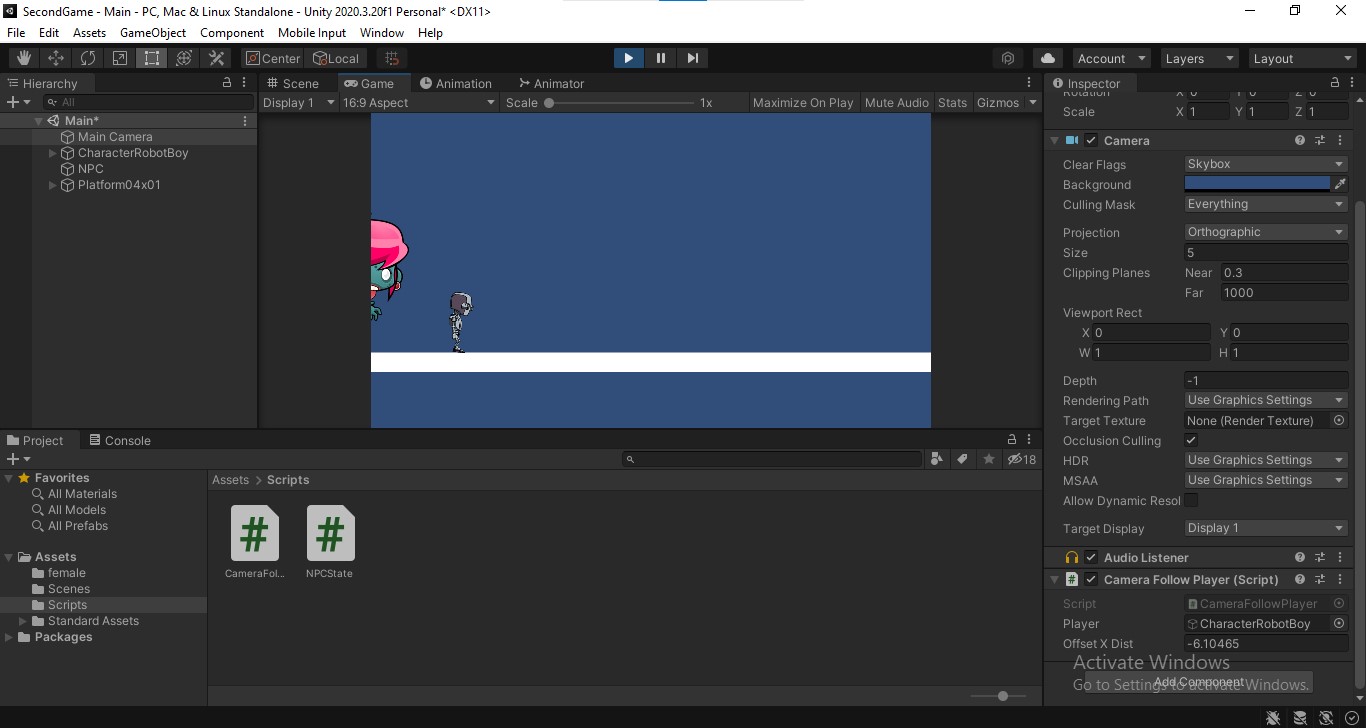 SecondGame - Main - PC, Mac & Linux Standalone - Unity 2020.3.20f1 Personal* <DX11>
File Edit Assets GameObject Component Mobile Input Window Help
Center Local Account Layers Layout
Hierarchy Scene Game Animation Animator Inspector
All Display 1 16:9 Aspect Scale 1x Maximize On Play Mute Audio Stats Gizmos
Main*
Main Camera
CharacterRobotBoy
NPC
Platform04x01
Rotation X 0 Y 0 Z 0
Scale X 1 Y 1 Z 1
Camera
Clear Flags Skybox
Background
Culling Mask Everything
Projection Orthographic
Size 5
Clipping Planes Near 0.3
Far 1000
Viewport Rect
X 0 Y 0
W 1 H 1
Depth -1
Rendering Path Use Graphics Settings
Target Texture None (Render Texture)
Occlusion Culling
HDR Use Graphics Settings
MSAA Use Graphics Settings
Allow Dynamic Resol
Target Display Display 1
Audio Listener
Camera Follow Player (Script)
Script CameraFollowPlayer
Player CharacterRobotBoy
Offset X Dist -6.10465
Add Component
Activate Windows
Go to Settings to activate Windows.
Project Console
18
Favorites
All Materials
All Models
All Prefabs
Assets
female
Scenes
Scripts
Standard Assets
Packages
Assets > Scripts
# #
CameraFol... NPCState